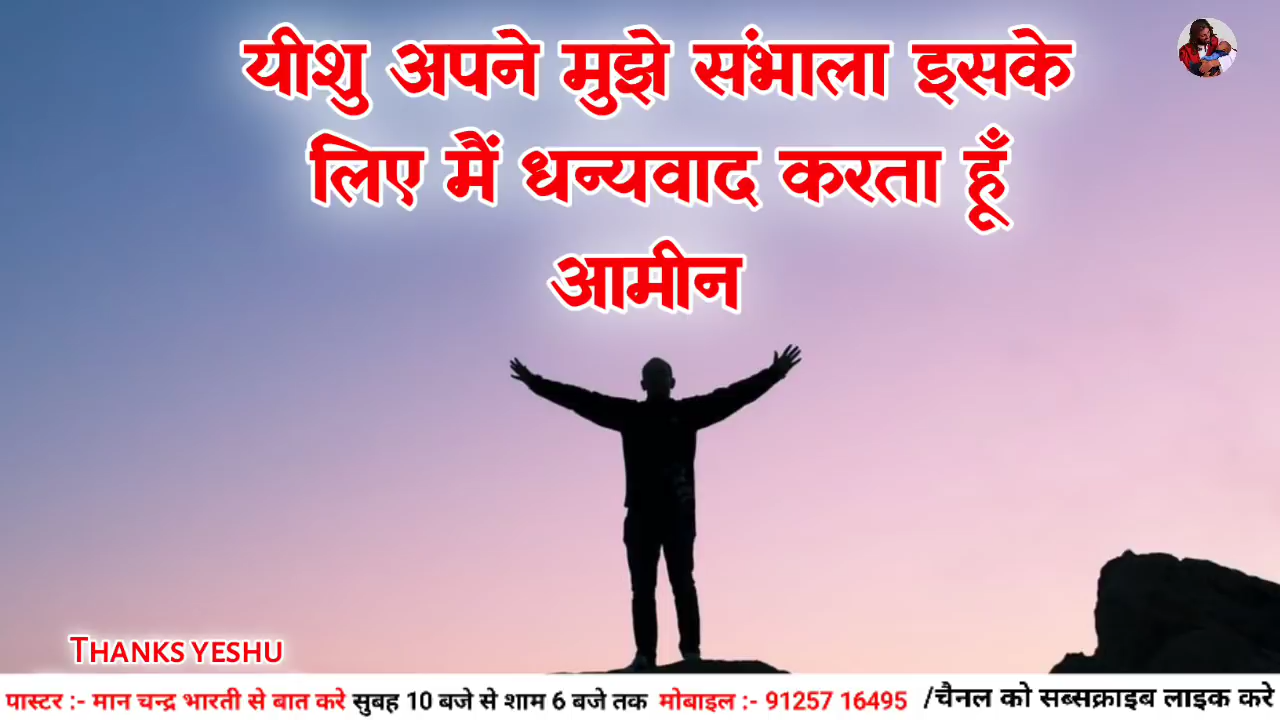 यीशु अपने मुझे संभाला इसके
लिए मैं धन्यवाद करता हूँ
आमीन
THANKS YESHU
पास्टर :- मान चन्द्र भारती से बात करे सुबह 10 बजे से शाम 6 बजे तक मोबाइल :- 91257 16495 /चैनल को सब्सक्राइब लाइक करे